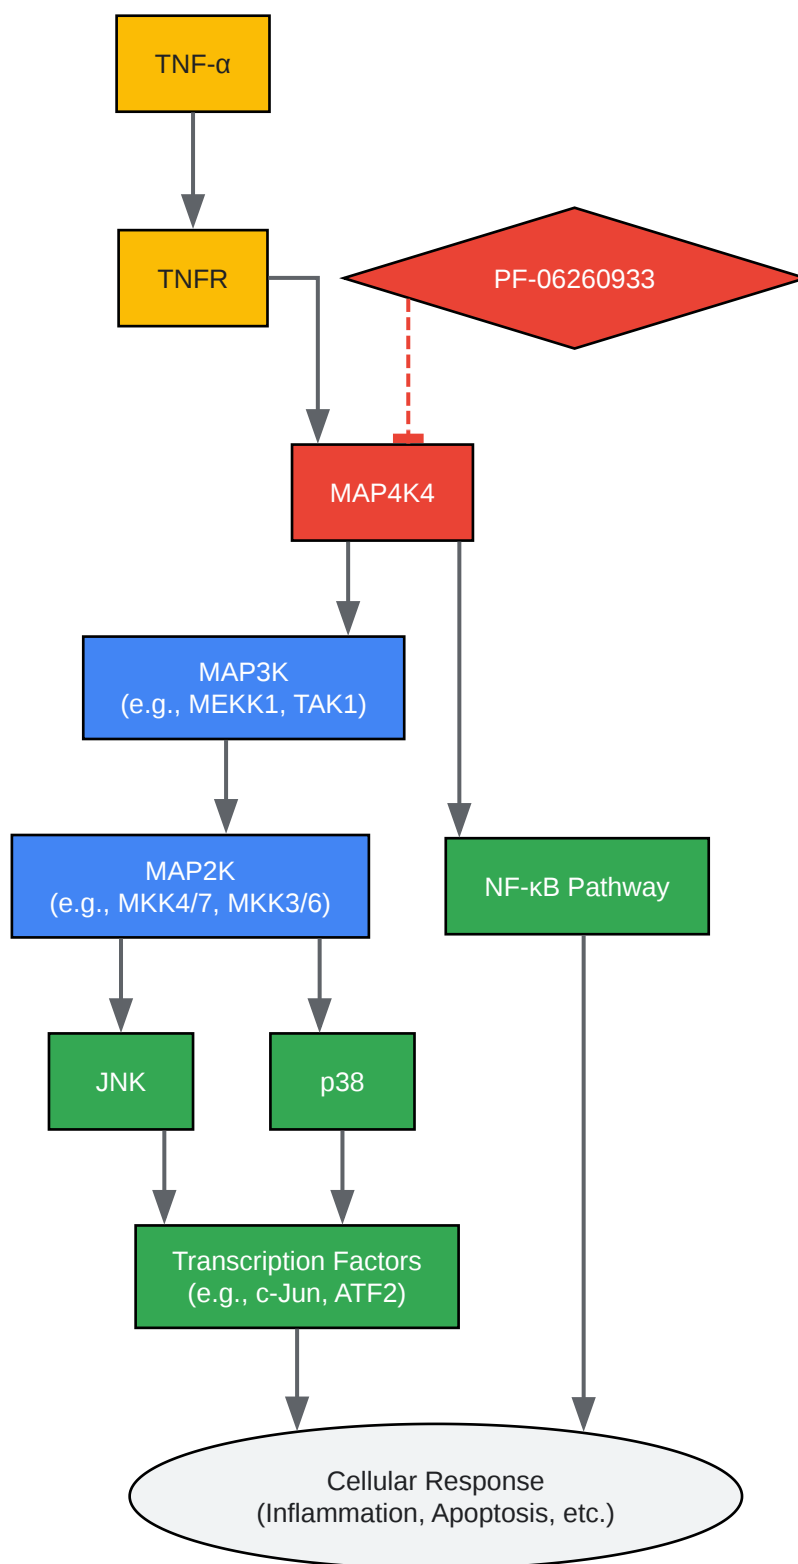 TNF-α
TNFR
PF-06260933
MAP4K4
MAP3K
(e.g., MEKK1, TAK1)
MAP2K
(e.g., MKK4/7, MKK3/6)
NF-κB Pathway
JNK
p38
Transcription Factors
(e.g., c-Jun, ATF2)
Cellular Response
(Inflammation, Apoptosis, etc.)